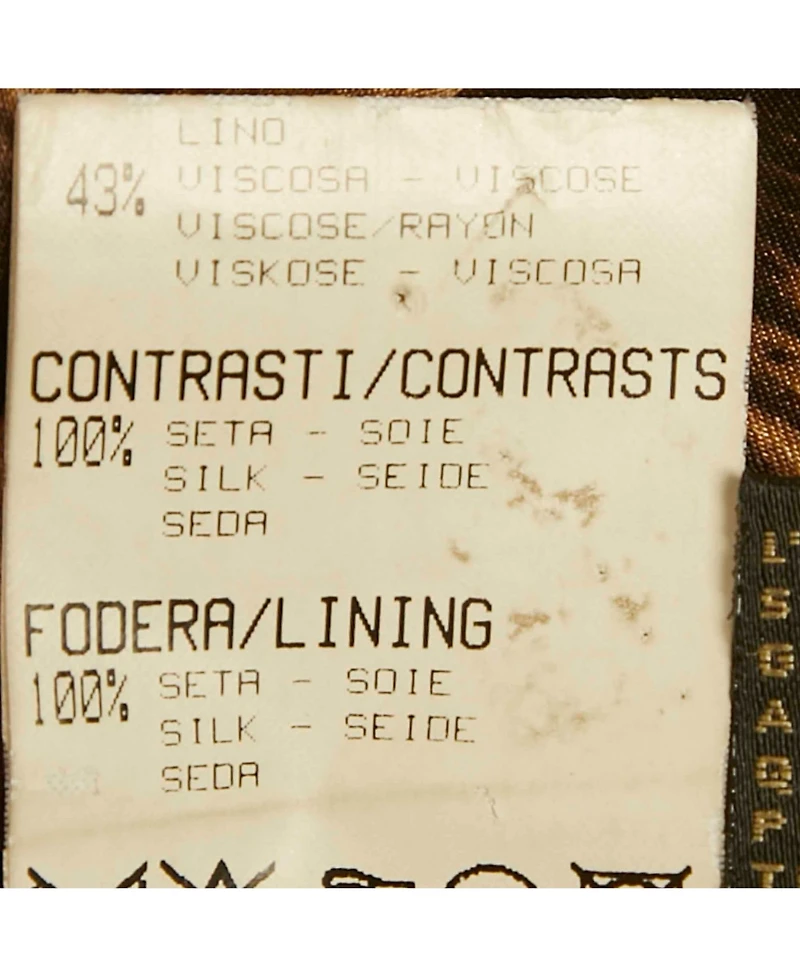 LINO
43% VISCOSA - VISCOSE
VISCOSE/RAYON
VISKOSE - VISCOSA
CONTRASTI/CONTRASTS
100% SETA - SOIE
SILK - SEIDE
SEDA
FODERA/LINING
100% SETA - SOIE
SILK - SEIDE
SEDA